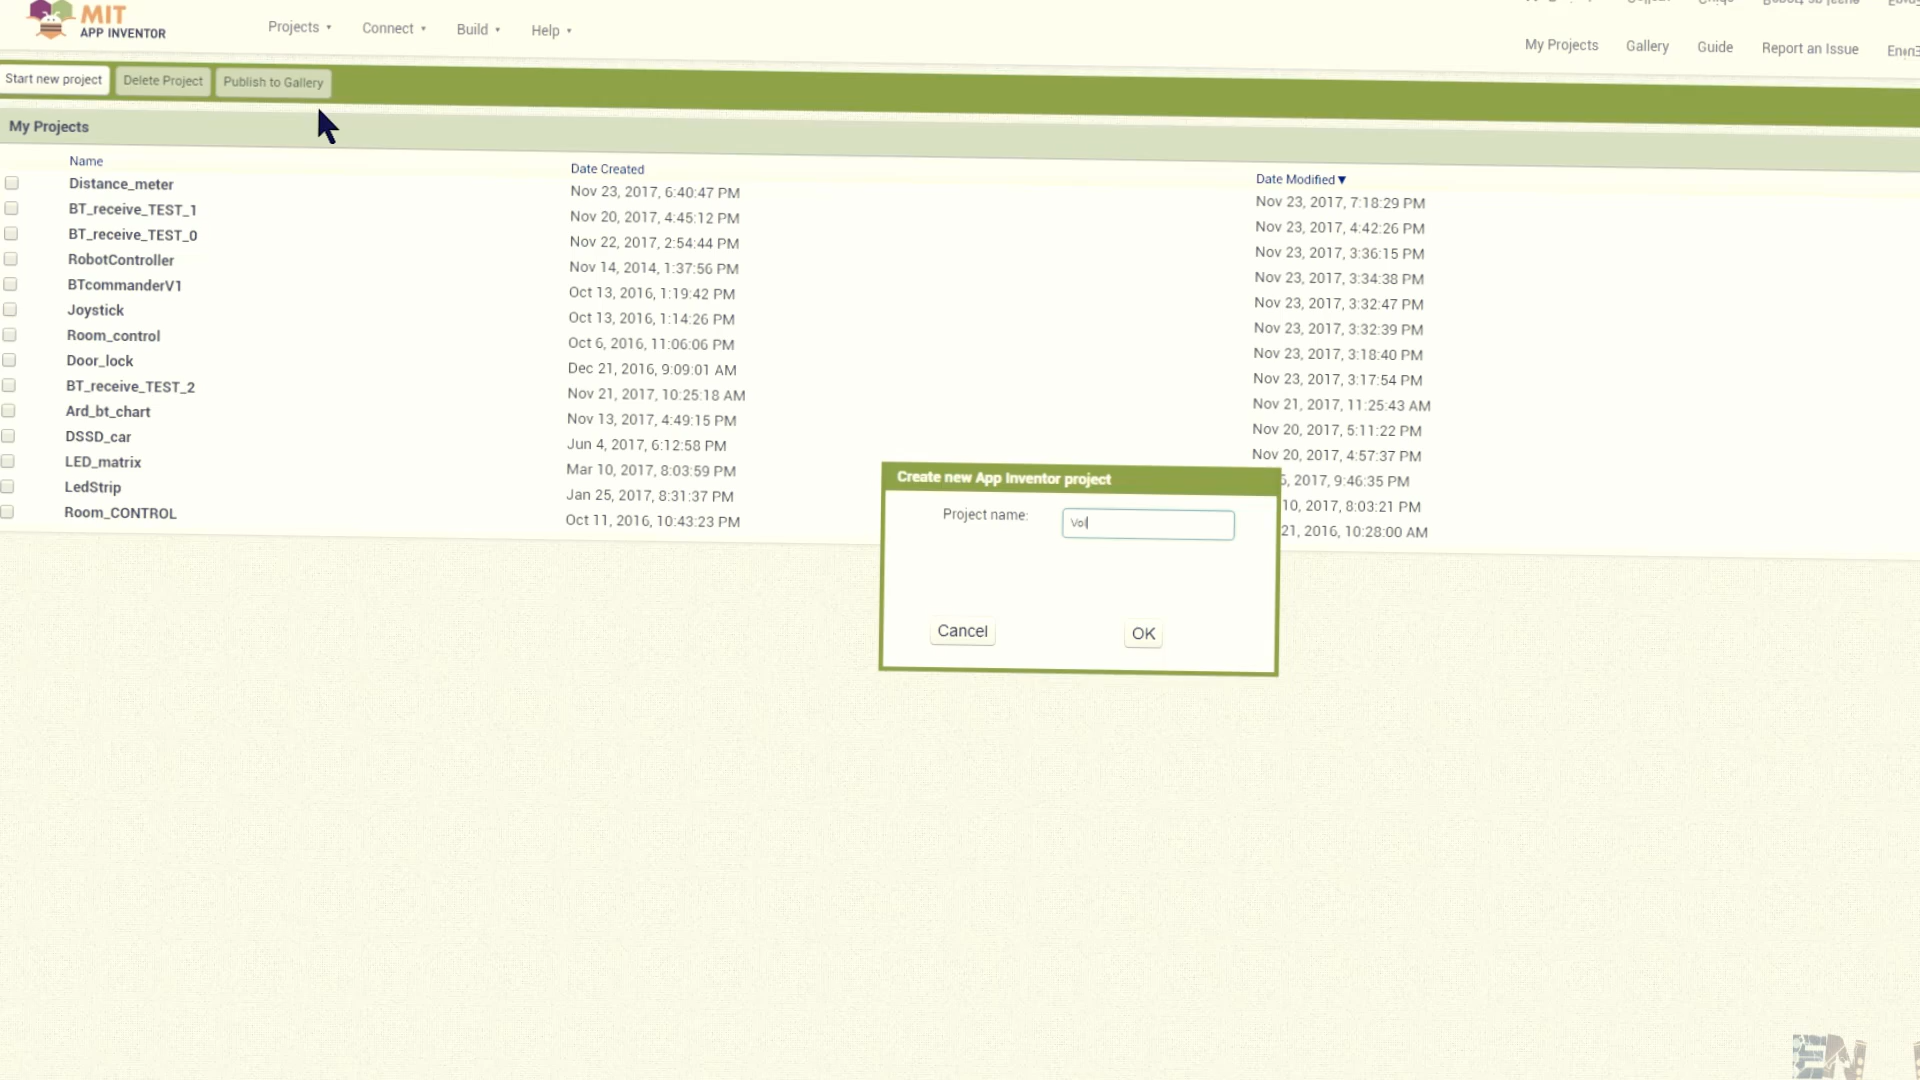 MIT
APP INVENTOR
Projects
Connect
Build
Help
My Projects
Gallery
Guide
Report an Issue
Start new project
Delete Project
Publish to Gallery
My Projects
Name
Date Created
Date Modified ▼
Distance_meter
Nov 23, 2017, 6:40:47 PM
Nov 23, 2017, 7:18:29 PM
BT_receive_TEST_1
Nov 20, 2017, 4:45:12 PM
Nov 23, 2017, 4:42:26 PM
BT_receive_TEST_0
Nov 22, 2017, 2:54:44 PM
Nov 23, 2017, 3:36:15 PM
RobotController
Nov 14, 2014, 1:37:56 PM
Nov 23, 2017, 3:34:38 PM
BTcommanderV1
Oct 13, 2016, 1:19:42 PM
Nov 23, 2017, 3:32:47 PM
Joystick
Oct 13, 2016, 1:14:26 PM
Nov 23, 2017, 3:32:39 PM
Room_control
Oct 6, 2016, 11:06:06 PM
Nov 23, 2017, 3:18:40 PM
Door_lock
Dec 21, 2016, 9:09:01 AM
Nov 23, 2017, 3:17:54 PM
BT_receive_TEST_2
Nov 21, 2017, 10:25:18 AM
Nov 21, 2017, 11:25:43 AM
Ard_bt_chart
Nov 13, 2017, 4:49:15 PM
Nov 20, 2017, 5:11:22 PM
DSSD_car
Jun 4, 2017, 6:12:58 PM
Nov 20, 2017, 4:57:37 PM
LED_matrix
Mar 10, 2017, 8:03:59 PM
5, 2017, 9:46:35 PM
LedStrip
Jan 25, 2017, 8:31:37 PM
10, 2017, 8:03:21 PM
Room_CONTROL
Oct 11, 2016, 10:43:23 PM
21, 2016, 10:28:00 AM
Create new App Inventor project
Project name:
Vol
Cancel
OK
EN